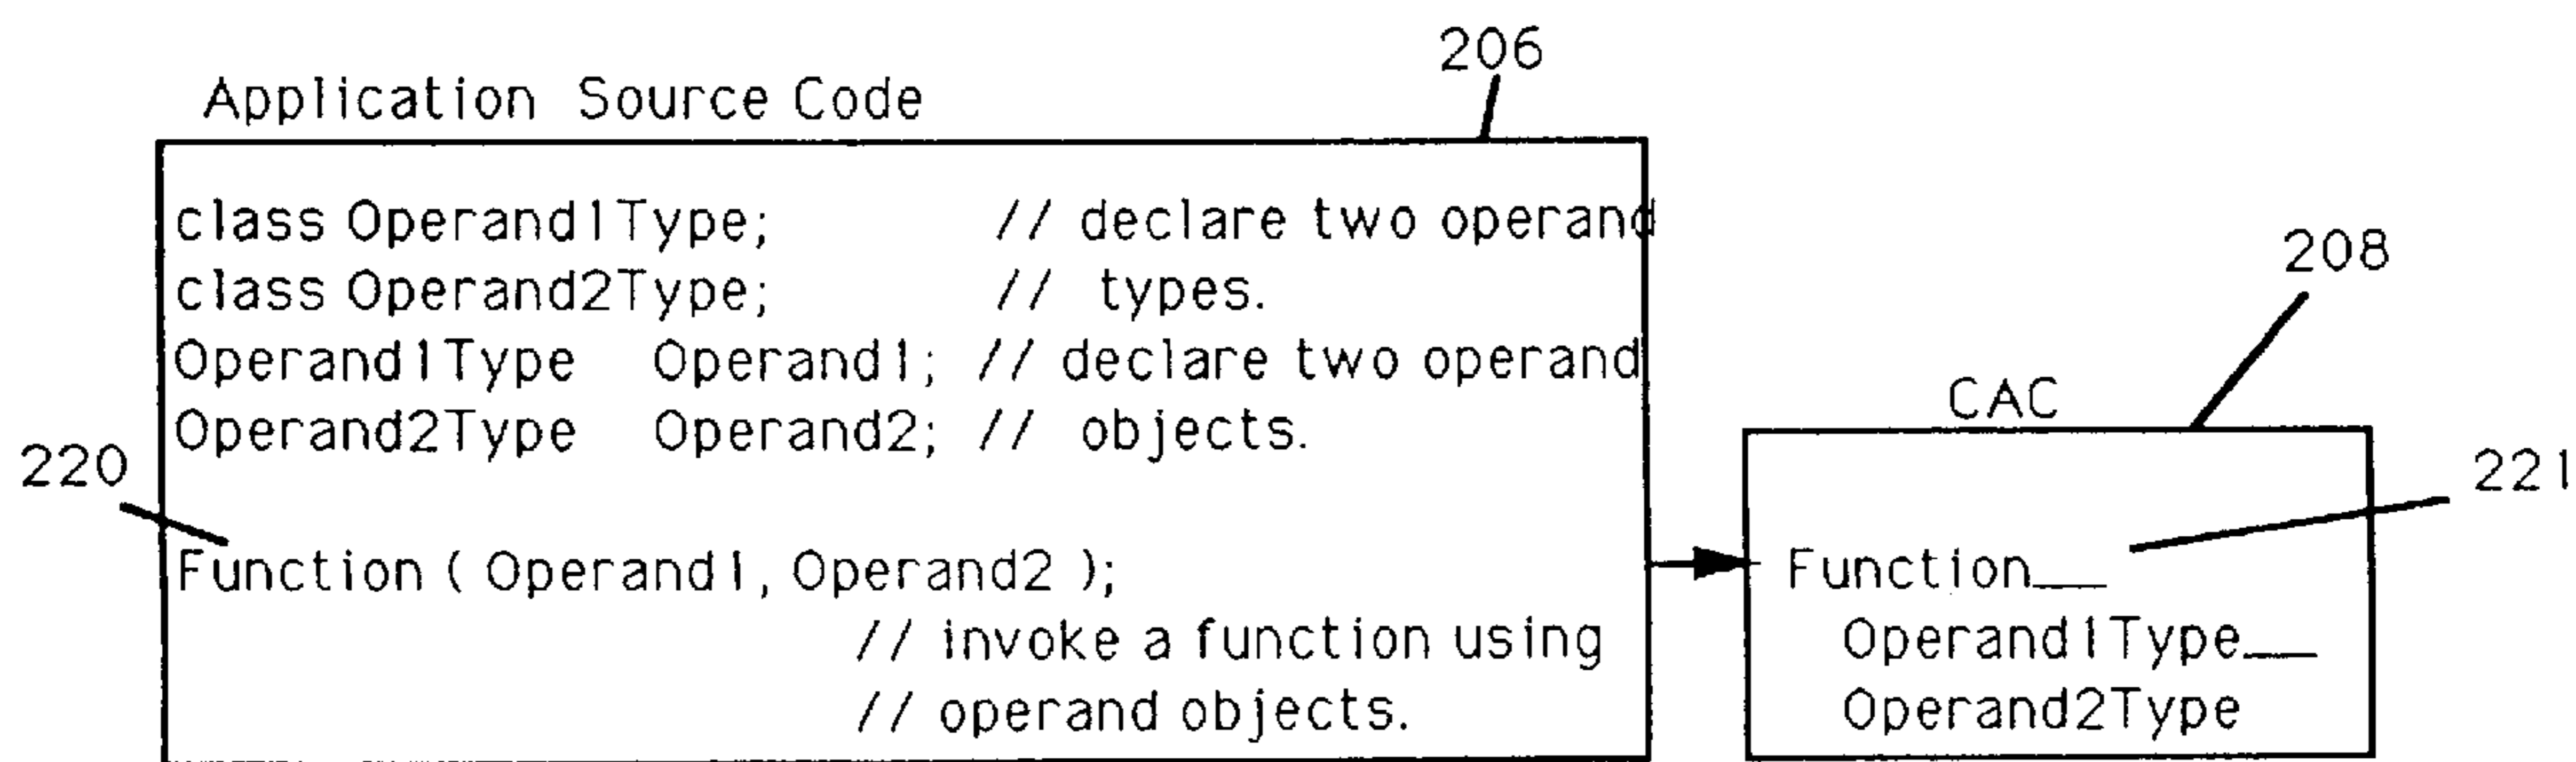 206
Application Source Code
class Operand1Type; // declare two operand
class Operand2Type; // types.
Operand1Type Operand1; // declare two operand
Operand2Type Operand2; // objects.
220
Function ( Operand1, Operand2 );
// invoke a function using
// operand objects.
208
CAC
221
Function__
Operand1Type__
Operand2Type